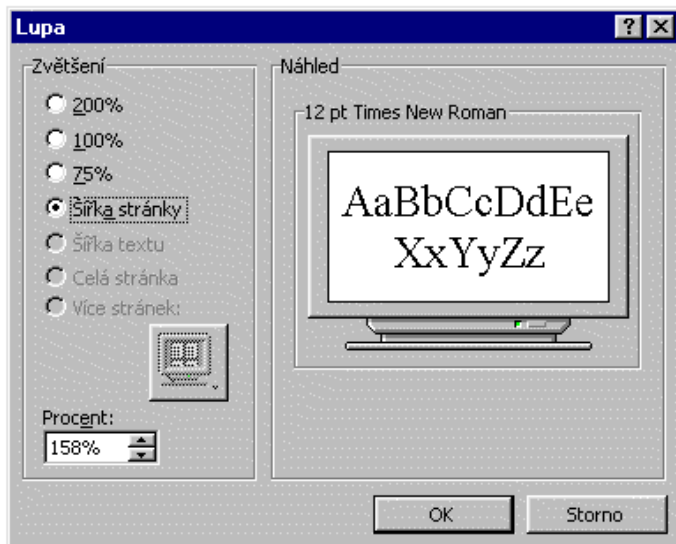 Lupa
Zvětšení
200%
100%
75%
Šířka stránky
Šířka textu
Celá stránka
Více stránek:
Procent:
158%
Náhled
12 pt Times New Roman
AaBbCcDdEe
XxYyZz
OK
Storno